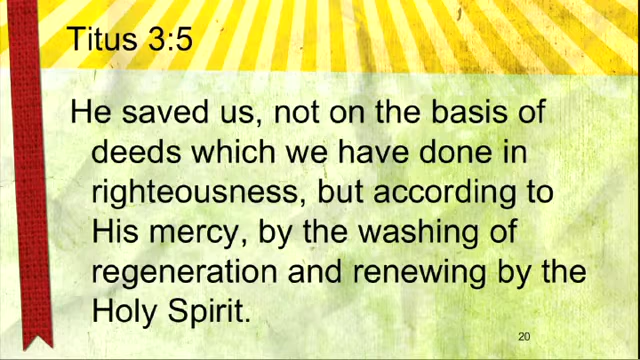 Titus 3:5
He saved us, not on the basis of
deeds which we have done in
righteousness, but according to
His mercy, by the washing of
regeneration and renewing by the
Holy Spirit.
20